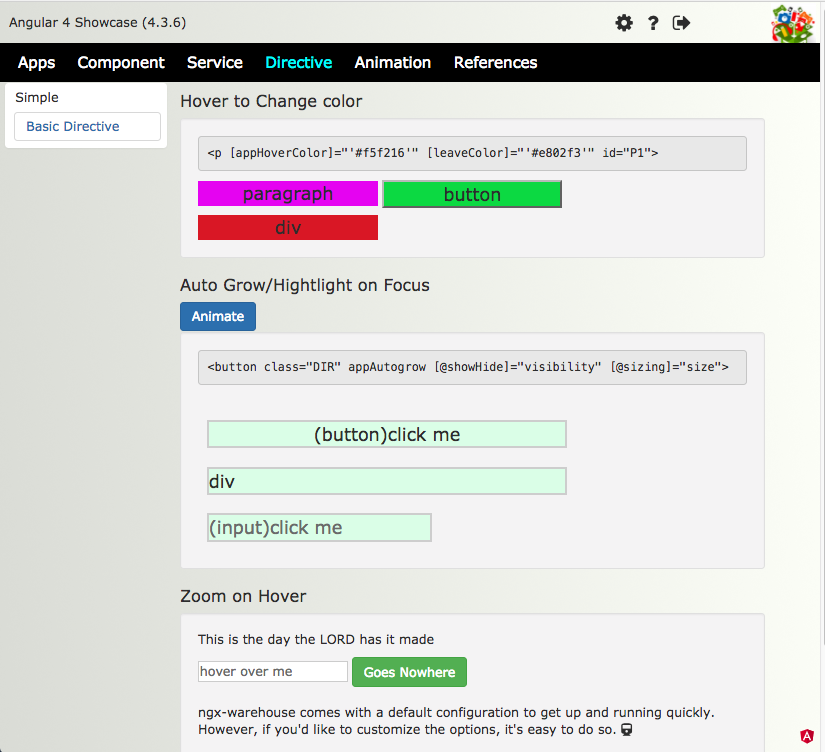 Angular 4 Showcase (4.3.6)
Apps Component Service Directive Animation References
Simple
Basic Directive
Hover to Change color
<p [appHoverColor]="'#f5f216'" [leaveColor]="'#e802f3'" id="P1">
paragraph button
div
Auto Grow/Hightlight on Focus
Animate
<button class="DIR" appAutogrow [@showHide]="visibility" [@sizing]="size">
(button)click me
div
(input)click me
Zoom on Hover
This is the day the LORD has it made
hover over me Goes Nowhere
ngx-warehouse comes with a default configuration to get up and running quickly.
However, if you'd like to customize the options, it's easy to do so.
A